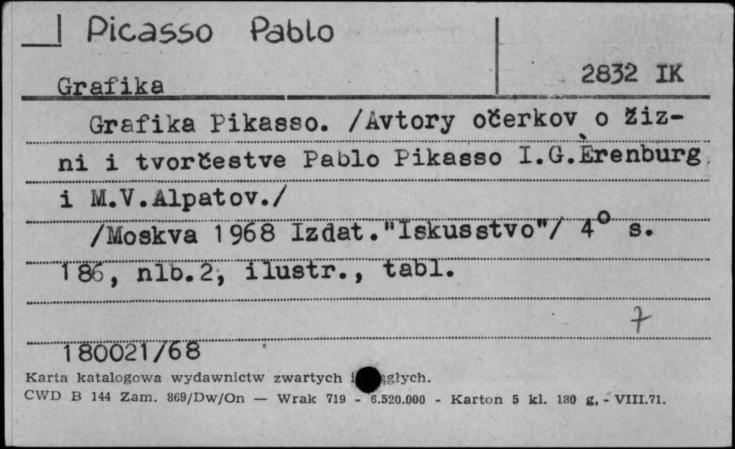 Picasso Pablo
2832 IK
Grafika
Grafika Pikasso. /Avtory očerkov o žiz-
ni i tvorčestve Pablo Pikasso I.G.Èrenburg
i M.V.Alpatov./
/Moskva 1968 Izdat."Iskusstvo"/ 4° s.
186, nlb.2, ilustr., tabl.
7
180021/68
Karta katalogowa wydawnictw zwartych i
CWD B 144 Zam. 869/Dw/On — Wrak 719 - 6.520.000 - Karton 5 kl. 180 g. - VIII.71.